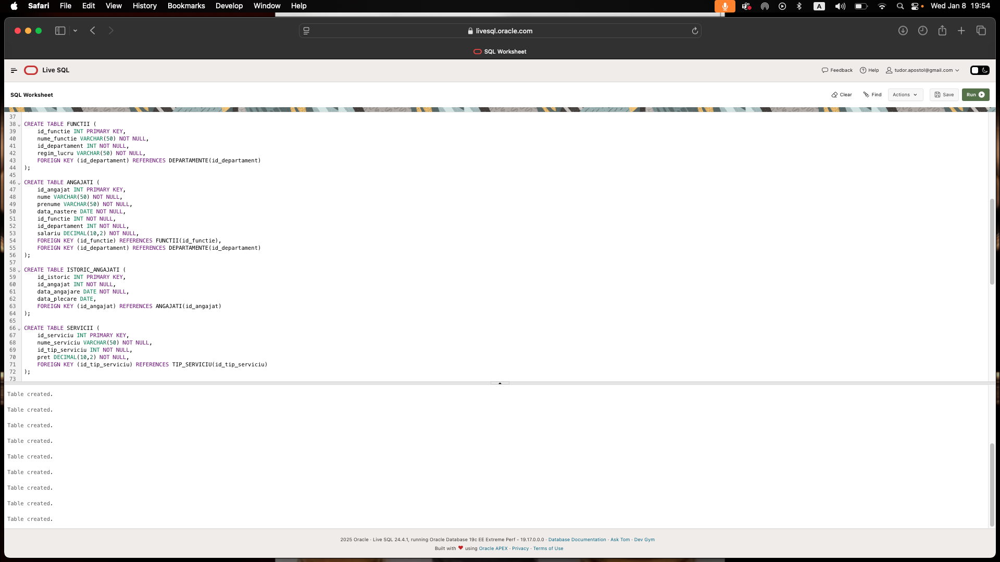 Safari File Edit View History Bookmarks Develop Window Help A Wed Jan 8 19:54
livesql.oracle.com
SQL Worksheet
Live SQL Feedback Help tudor.apostol@gmail.com
SQL Worksheet Clear Find Actions Save Run
37
38 CREATE TABLE FUNCTII (
39 id_functie INT PRIMARY KEY,
40 nume_functie VARCHAR(50) NOT NULL,
41 id_departament INT NOT NULL,
42 regim_lucru VARCHAR(50) NOT NULL,
43 FOREIGN KEY (id_departament) REFERENCES DEPARTAMENTE(id_departament)
44 );
45
46 CREATE TABLE ANGAJATI (
47 id_angajat INT PRIMARY KEY,
48 nume VARCHAR(50) NOT NULL,
49 prenume VARCHAR(50) NOT NULL,
50 data_nastere DATE NOT NULL,
51 id_functie INT NOT NULL,
52 id_departament INT NOT NULL,
53 salariu DECIMAL(10,2) NOT NULL,
54 FOREIGN KEY (id_functie) REFERENCES FUNCTII(id_functie),
55 FOREIGN KEY (id_departament) REFERENCES DEPARTAMENTE(id_departament)
56 );
57
58 CREATE TABLE ISTORIC_ANGAJATI (
59 id_istoric INT PRIMARY KEY,
60 id_angajat INT NOT NULL,
61 data_angajare DATE NOT NULL,
62 data_plecare DATE,
63 FOREIGN KEY (id_angajat) REFERENCES ANGAJATI(id_angajat)
64 );
65
66 CREATE TABLE SERVICII (
67 id_serviciu INT PRIMARY KEY,
68 nume_serviciu VARCHAR(50) NOT NULL,
69 id_tip_serviciu INT NOT NULL,
70 pret DECIMAL(10,2) NOT NULL,
71 FOREIGN KEY (id_tip_serviciu) REFERENCES TIP_SERVICIU(id_tip_serviciu)
72 );
73
Table created.
Table created.
Table created.
Table created.
Table created.
Table created.
Table created.
Table created.
Table created.
2025 Oracle · Live SQL 24.4.1, running Oracle Database 19c EE Extreme Perf - 19.17.0.0.0 · Database Documentation · Ask Tom · Dev Gym
Built with ❤ using Oracle APEX · Privacy · Terms of Use